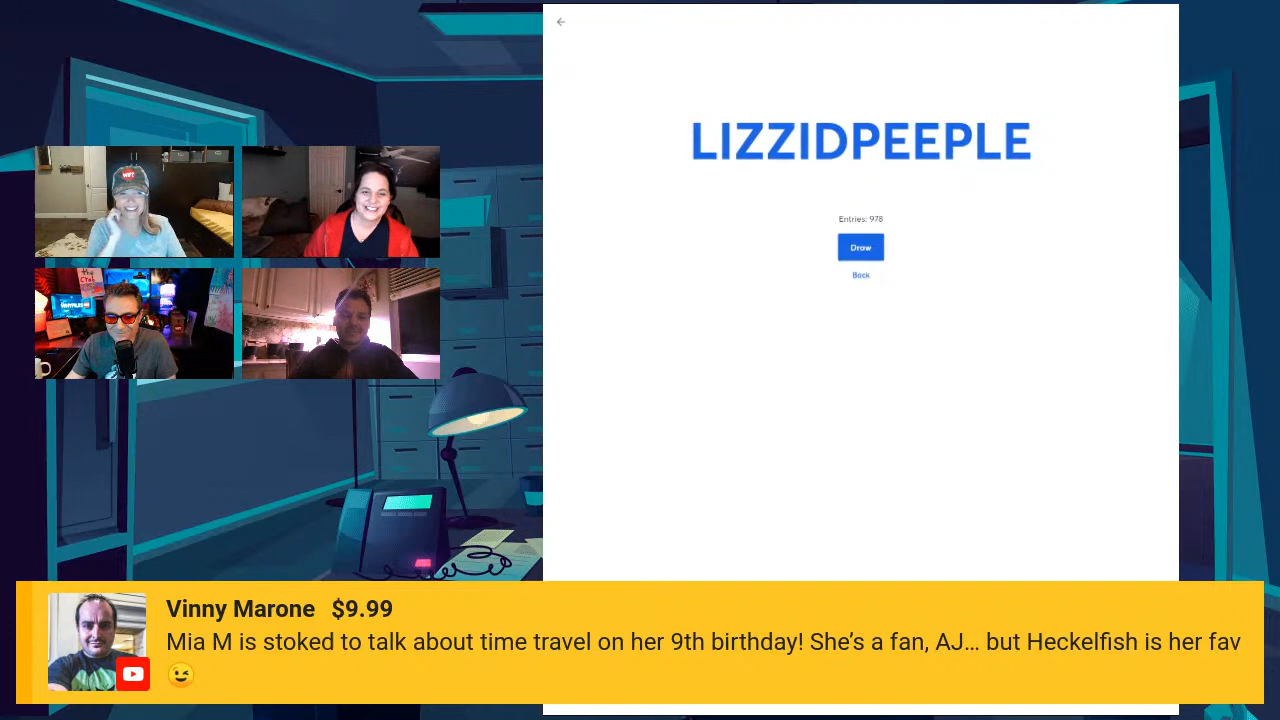 LIZZIDPEEPLE
Entries: 978
Draw
Back
the
Vinny Marone $9.99
Mia M is stoked to talk about time travel on her 9th birthday! She’s a fan, AJ… but Heckelfish is her fav
😉